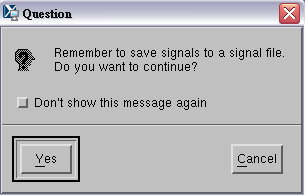 Question
Remember to save signals to a signal file.
Do you want to continue?
Don't show this message again
Yes
Cancel